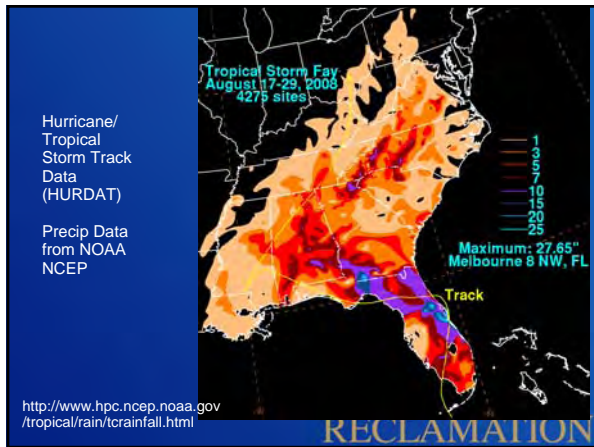 Hurricane/
Tropical
Storm Track
Data
(HURDAT)
Precip Data
from NOAA
NCEP
http://www.hpc.ncep.noaa.gov
/tropical/rain/tcrainfall.html
Tropical Storm Fay
August 17-29, 2008
4275 sites
1
3
5
7
10
15
20
25
Maximum: 27.65"
Melbourne 8 NW, FL
Track
RECLAMATION